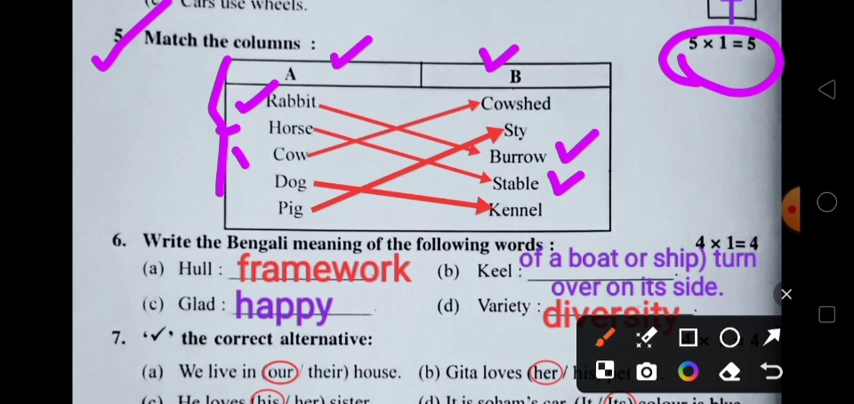 Cars use wheels.
5. Match the columns :
5 × 1 = 5
A B
Rabbit Cowshed
Horse Sty
Cow Burrow
Dog Stable
Pig Kennel
6. Write the Bengali meaning of the following words : 4 × 1= 4
(a) Hull : framework (b) Keel : of a boat or ship) turn
over on its side.
(c) Glad : happy (d) Variety : diversity
7. ‘✓’ the correct alternative:
(a) We live in (our/ their) house. (b) Gita loves (her/
(c) He loves (his/ her) sister. (d) It is soham's car. (It / Its) colour is blue